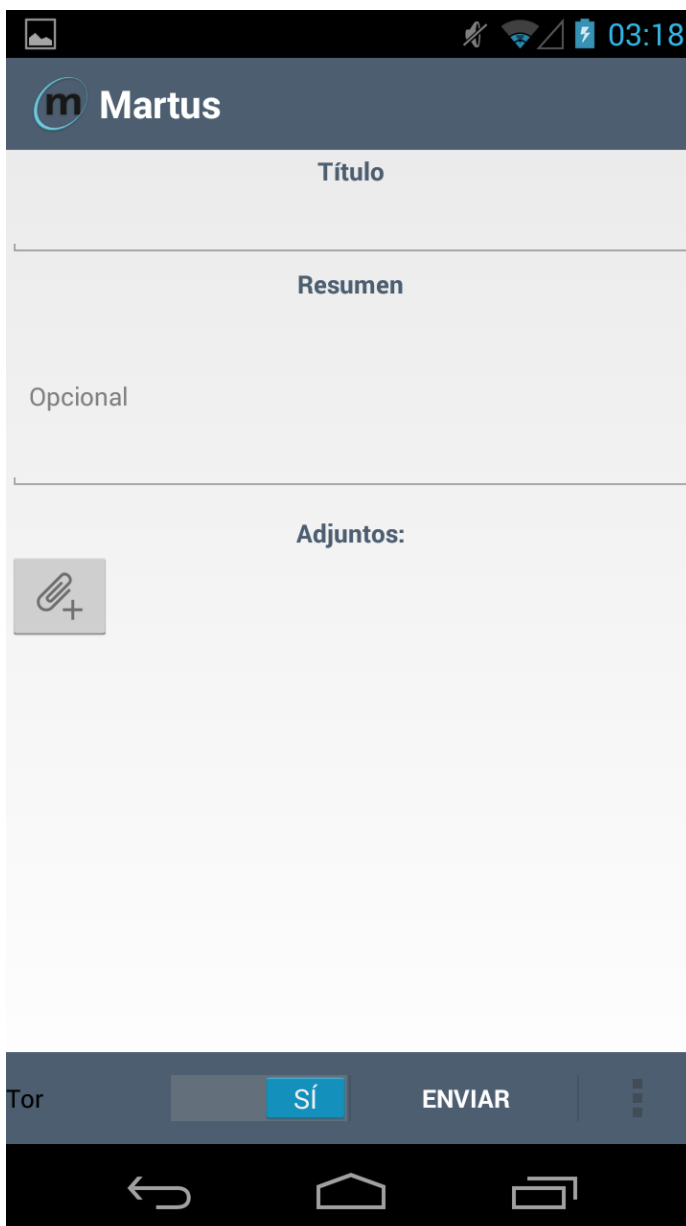 03:18
m Martus
Título
Resumen
Opcional
Adjuntos:
Tor SÍ ENVIAR